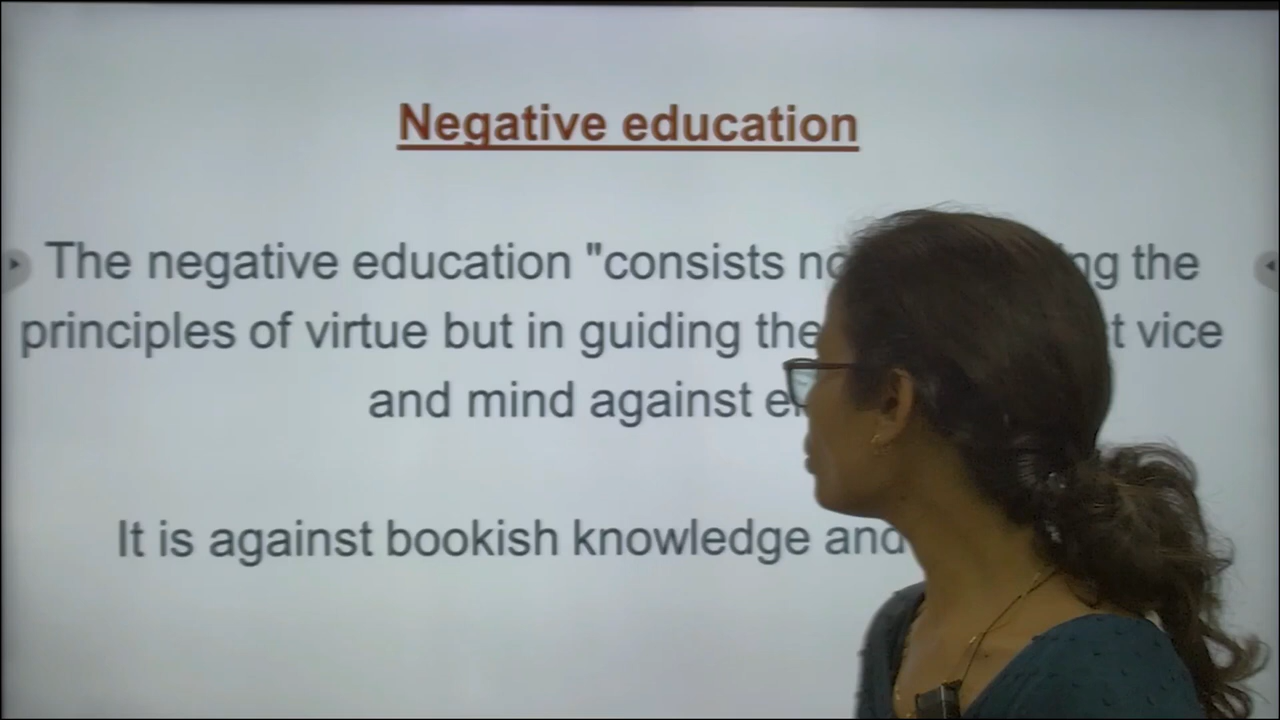 Negative education
The negative education "consists the
principles of virtue but in guiding the vice
and mind against
It is against bookish knowledge and